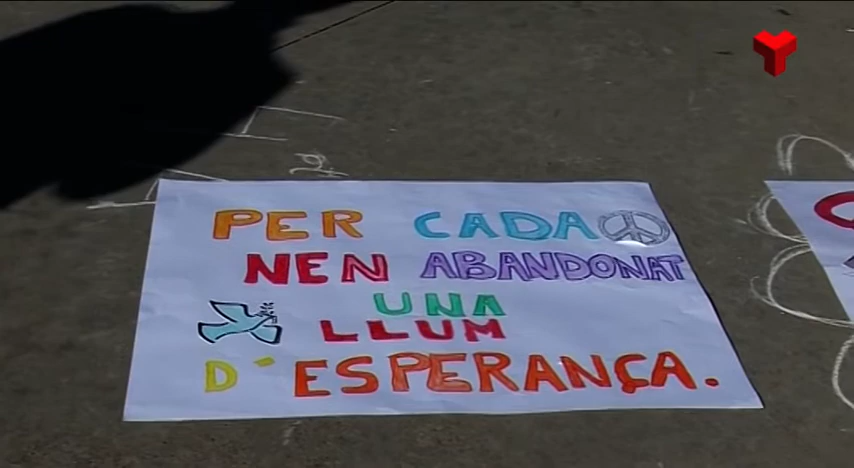 PER CADA
NEN ABANDONAT
UNA
LLUM
D'ESPERANÇA.